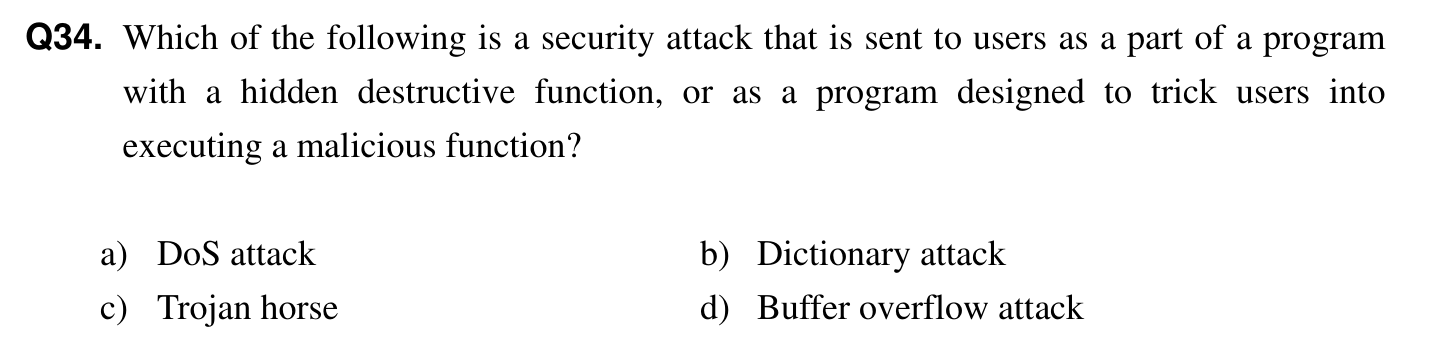 Q34. Which of the following is a security attack that is sent to users as a part of a program
with a hidden destructive function, or as a program designed to trick users into
executing a malicious function?
a) DoS attack b) Dictionary attack
c) Trojan horse d) Buffer overflow attack